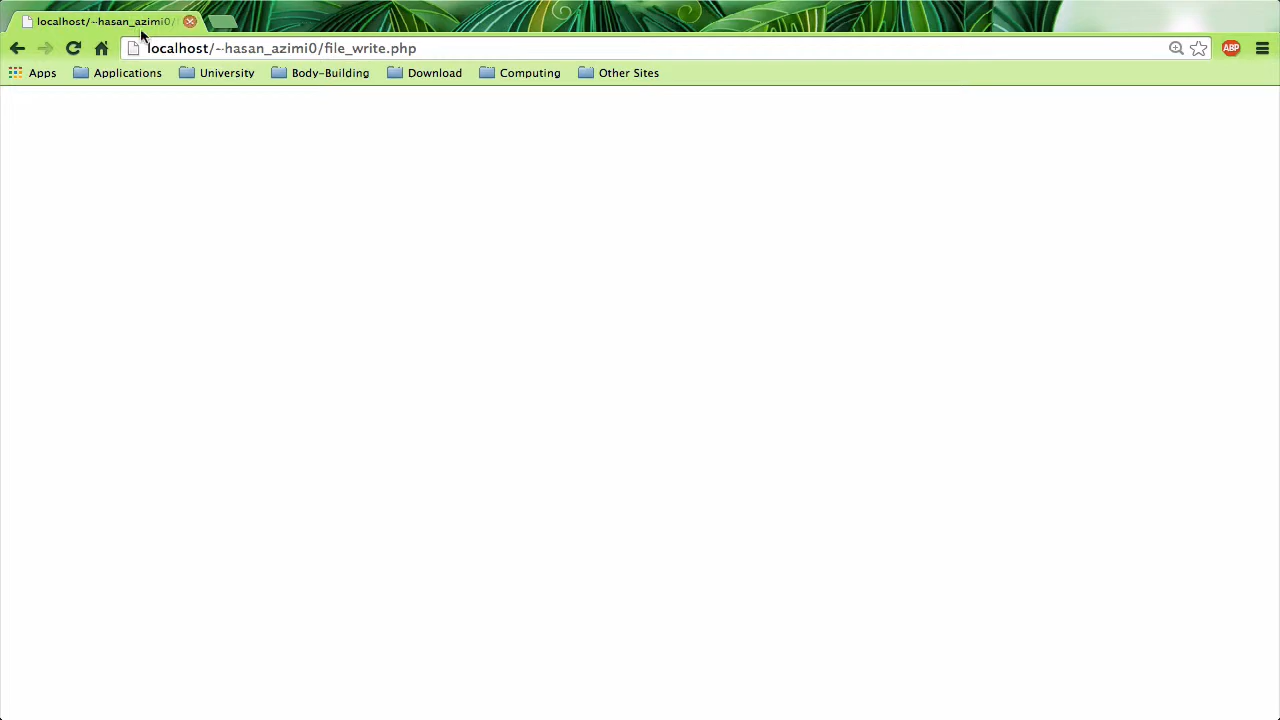 localhost/~hasan_azimi0/
localhost/~hasan_azimi0/file_write.php
ABP
Apps Applications University Body-Building Download Computing Other Sites